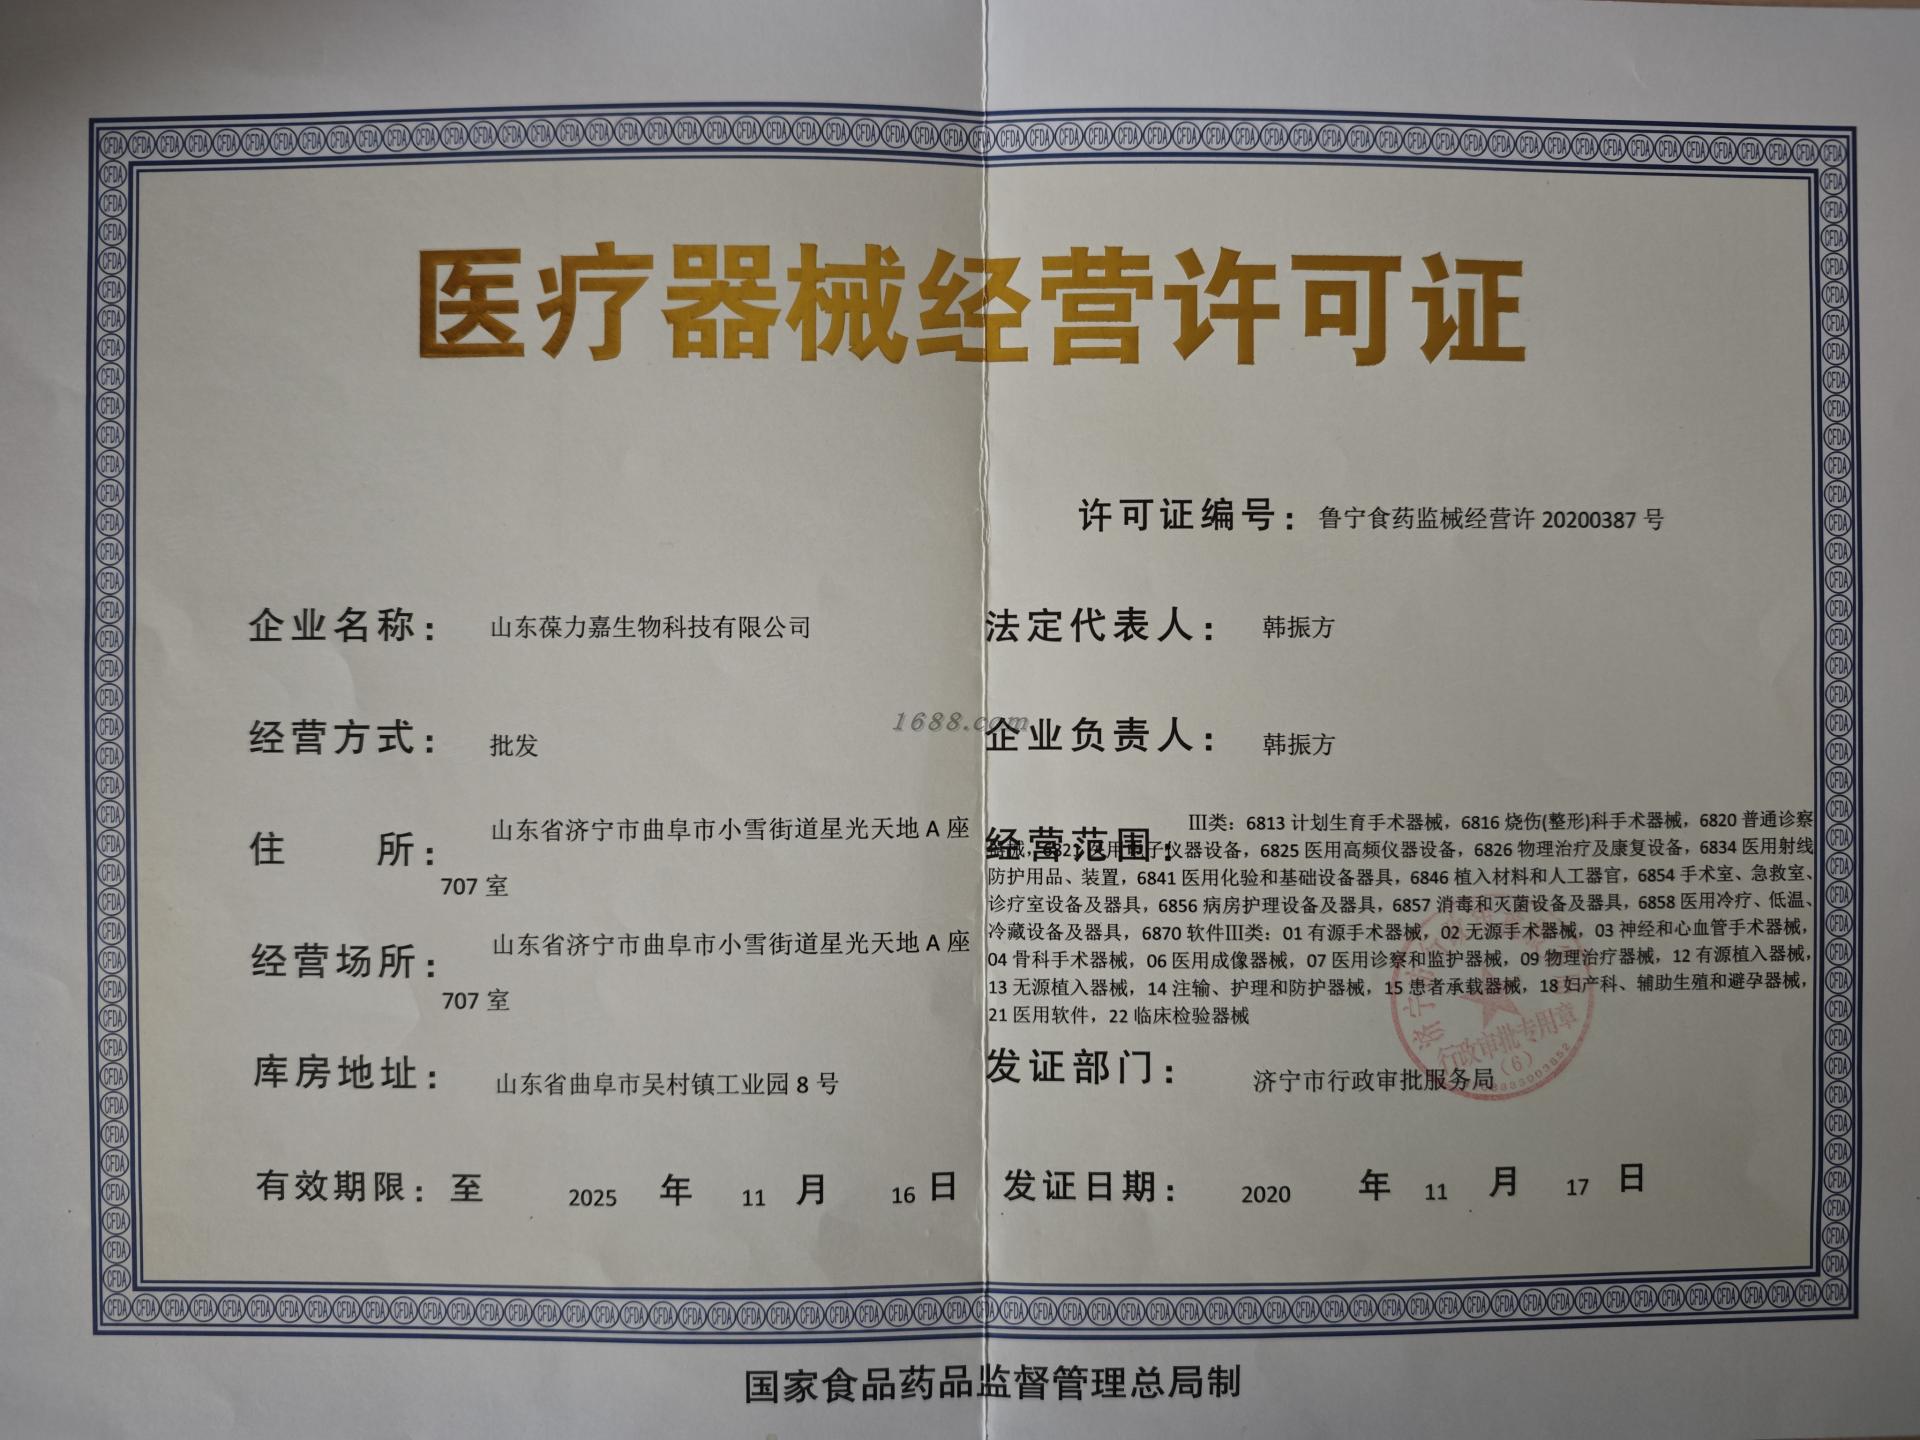 医疗器械经营许可证
许可证编号：鲁宁食药监械经营许 20200387 号
企业名称：山东葆力嘉生物科技有限公司
法定代表人：韩振方
经营方式：批发
1688.com
企业负责人：韩振方
住 所：山东省济宁市曲阜市小雪街道星光天地 A 座
707 室
经营场所：山东省济宁市曲阜市小雪街道星光天地 A 座
707 室
经营范围：Ⅲ类：6813 计划生育手术器械，6816 烧伤(整形)科手术器械，6820 普通诊察
器械，6821 医用电子仪器设备，6825 医用高频仪器设备，6826 物理治疗及康复设备，6834 医用射线
防护用品、装置，6841 医用化验和基础设备器具，6846 植入材料和人工器官，6854 手术室、急救室、
诊疗室设备及器具，6856 病房护理设备及器具，6857 消毒和灭菌设备及器具，6858 医用冷疗、低温、
冷藏设备及器具，6870 软件Ⅲ类：01 有源手术器械，02 无源手术器械，03 神经和心血管手术器械，
04 骨科手术器械，06 医用成像器械，07 医用诊察和监护器械，09 物理治疗器械，12 有源植入器械，
13 无源植入器械，14 注输、护理和防护器械，15 患者承载器械，18 妇产科、辅助生殖和避孕器械，
21 医用软件，22 临床检验器械
库房地址：山东省曲阜市吴村镇工业园 8 号
发证部门：济宁市行政审批服务局
行政审批专用章
（6）
有效期限：至 2025 年 11 月 16 日
发证日期：2020 年 11 月 17 日
国家食品药品监督管理总局制